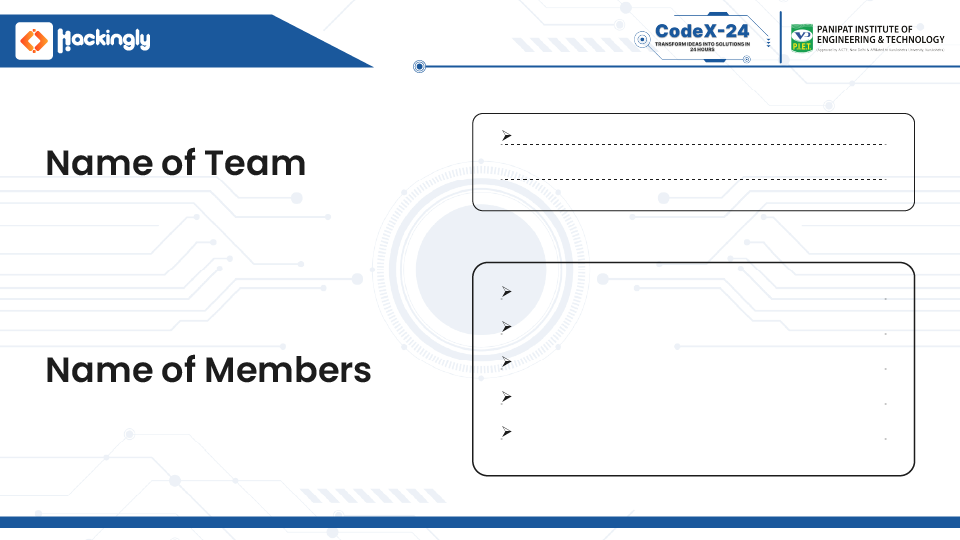 Hackingly
CodeX-24
TRANSFORM IDEAS INTO SOLUTIONS IN
24 HOURS
P.I.E.T.
PANIPAT INSTITUTE OF
ENGINEERING & TECHNOLOGY
Name of Team
Name of Members